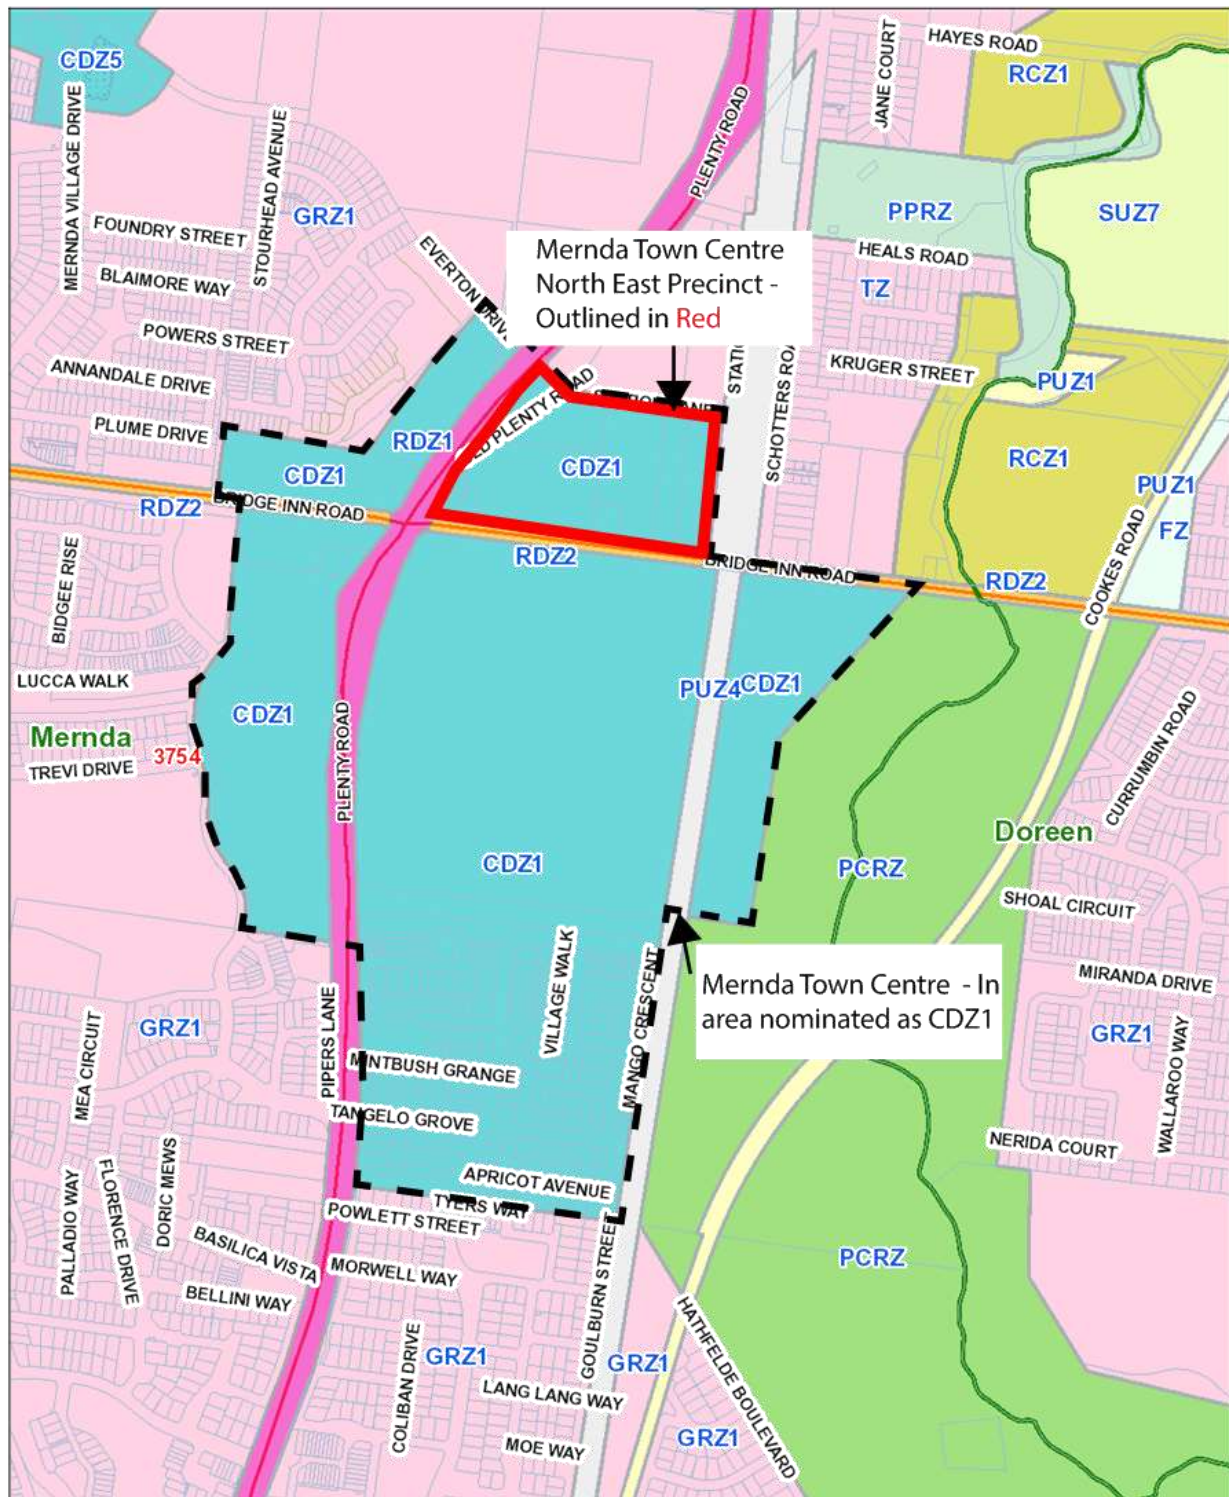 HAYES ROAD
JANE COURT
CDZ5
RCZ1
MERNDA VILLAGE DRIVE
STOURHEAD AVENUE
PLENTY ROAD
GRZ1
PPRZ
SUZ7
FOUNDRY STREET
EVERTON DRIVE
Mernda Town Centre
North East Precinct -
Outlined in Red
HEALS ROAD
BLAIMORE WAY
TZ
POWERS STREET
SCHOTTERS ROAD
KRUGER STREET
ANNANDALE DRIVE
PUZ1
PLENTY ROAD
PLUME DRIVE
RDZ1
CDZ1
CDZ1
RCZ1
PUZ1
RDZ2
BRIDGE INN ROAD
FZ
RDZ2
BRIDGE INN ROAD
RDZ2
COOKES ROAD
BIDGEE RISE
LUCCA WALK
CDZ1
PUZ4
CDZ1
Mernda
3754
TREVI DRIVE
PLENTY ROAD
CURRUMBIN ROAD
Doreen
CDZ1
PCRZ
SHOAL CIRCUIT
VILLAGE WALK
MANGO CRESCENT
Mernda Town Centre - In
area nominated as CDZ1
MIRANDA DRIVE
GRZ1
GRZ1
MEA CIRCUIT
PIPERS LANE
MINTBUSH GRANGE
WALLAROO WAY
TANGELO GROVE
NERIDA COURT
APRICOT AVENUE
TYERS WAY
POWLETT STREET
PALLADIO WAY
FLORENCE DRIVE
DORIC MEWS
BASILICA VISTA
MORWELL WAY
BELLINI WAY
GOULBURN STREET
PCRZ
COLIBAN DRIVE
GRZ1
GRZ1
HATHFELDE BOULEVARD
LANG LANG WAY
GRZ1
MOE WAY